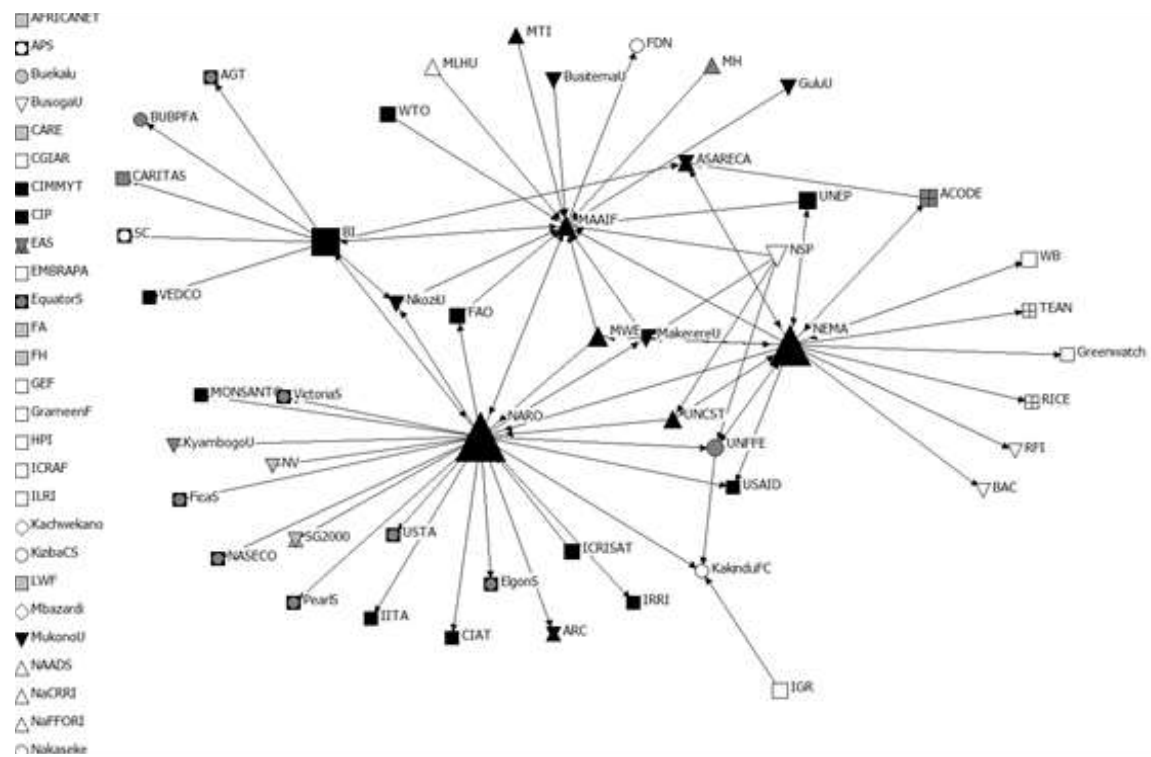 AFRICANET
APS
Buekalu
BusogaU
CARE
CGIAR
CIMMYT
CIP
EAS
EMBRAPA
EquatorS
FA
FH
GEF
GrameenF
HPI
ICRAF
ILRI
Kachwekano
KizibaCS
LWF
Mbazardi
MukonoU
NAADS
NaCRRI
NaFFORI
Nakaseke
MTI
FDN
MLHU
MH
AGT
BusitemaU
GuluU
WTO
BUBPFA
ASARECA
CARITAS
UNEP
ACODE
MAAIF
SC
BI
NSP
WB
VEDCO
NkoziU
FAO
TEAN
MWE
MakerereU
NEMA
Greenwatch
MONSANTO
VictoriaS
RICE
NARO
UNCST
KyambogoU
UNFFE
RFI
NV
USAID
BAC
FicaS
SG2000
USTA
NASECO
ICRISAT
KakinduFC
ElgonS
PearlS
IITA
IRRI
CIAT
ARC
IGR